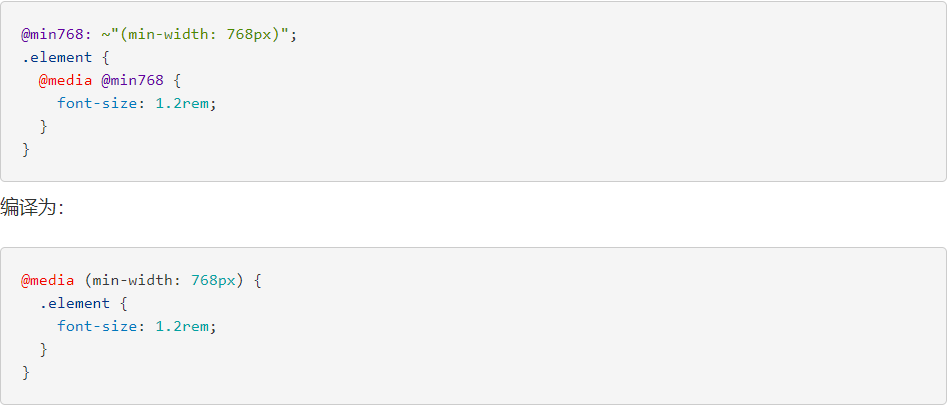 @min768: ~"(min-width: 768px)";
.element {
  @media @min768 {
    font-size: 1.2rem;
  }
}
编译为：
@media (min-width: 768px) {
  .element {
    font-size: 1.2rem;
  }
}